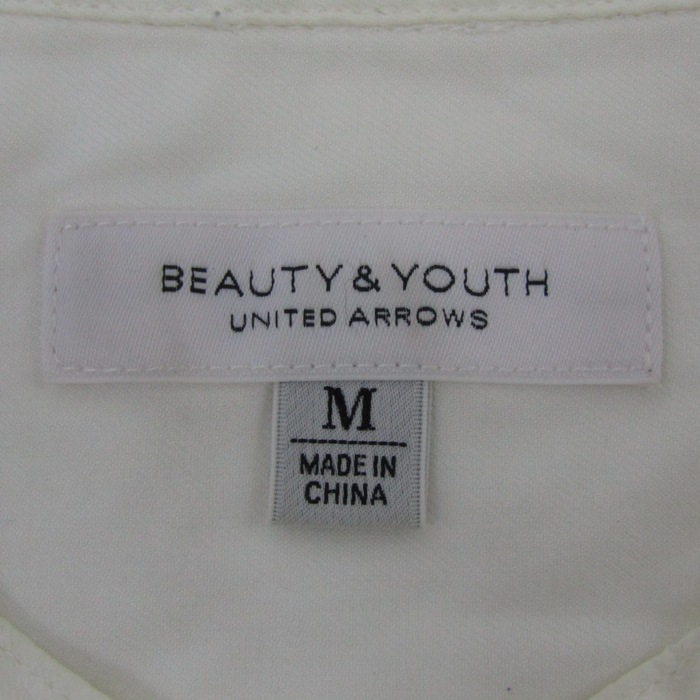 BEAUTY & YOUTH
UNITED ARROWS
M
MADE IN
CHINA